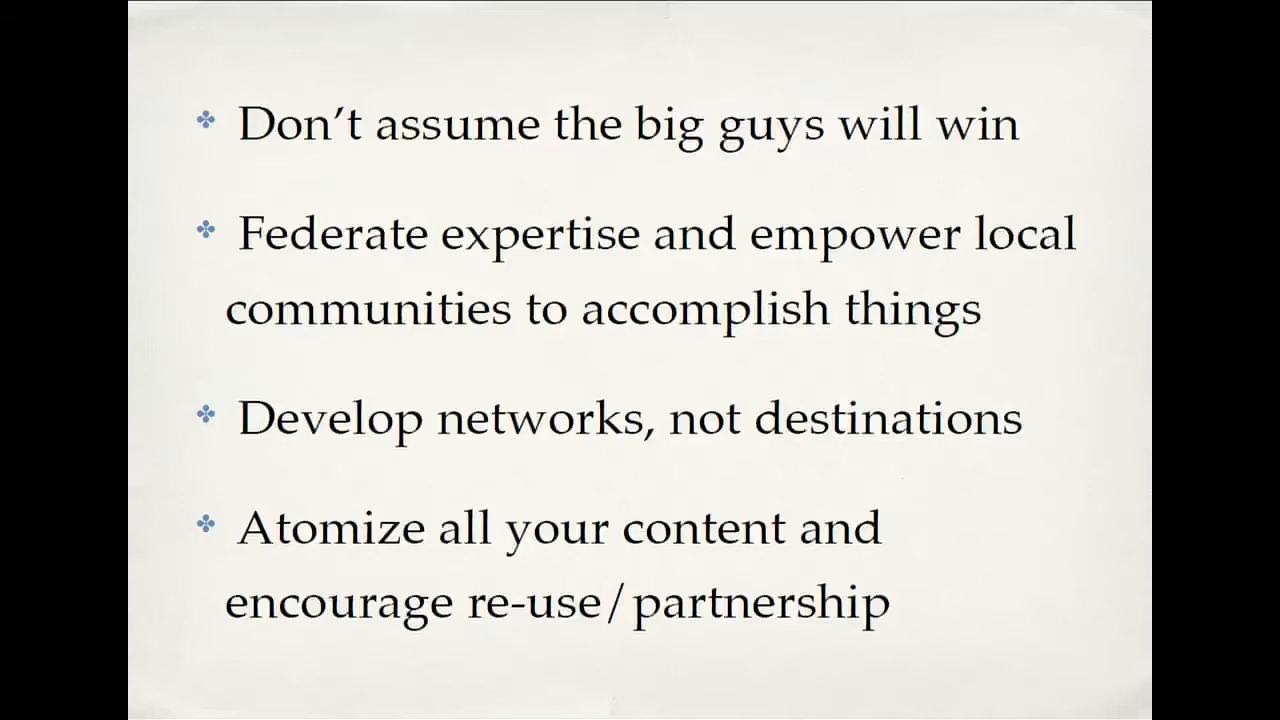 Don’t assume the big guys will win
Federate expertise and empower local
communities to accomplish things
Develop networks, not destinations
Atomize all your content and
encourage re-use/partnership